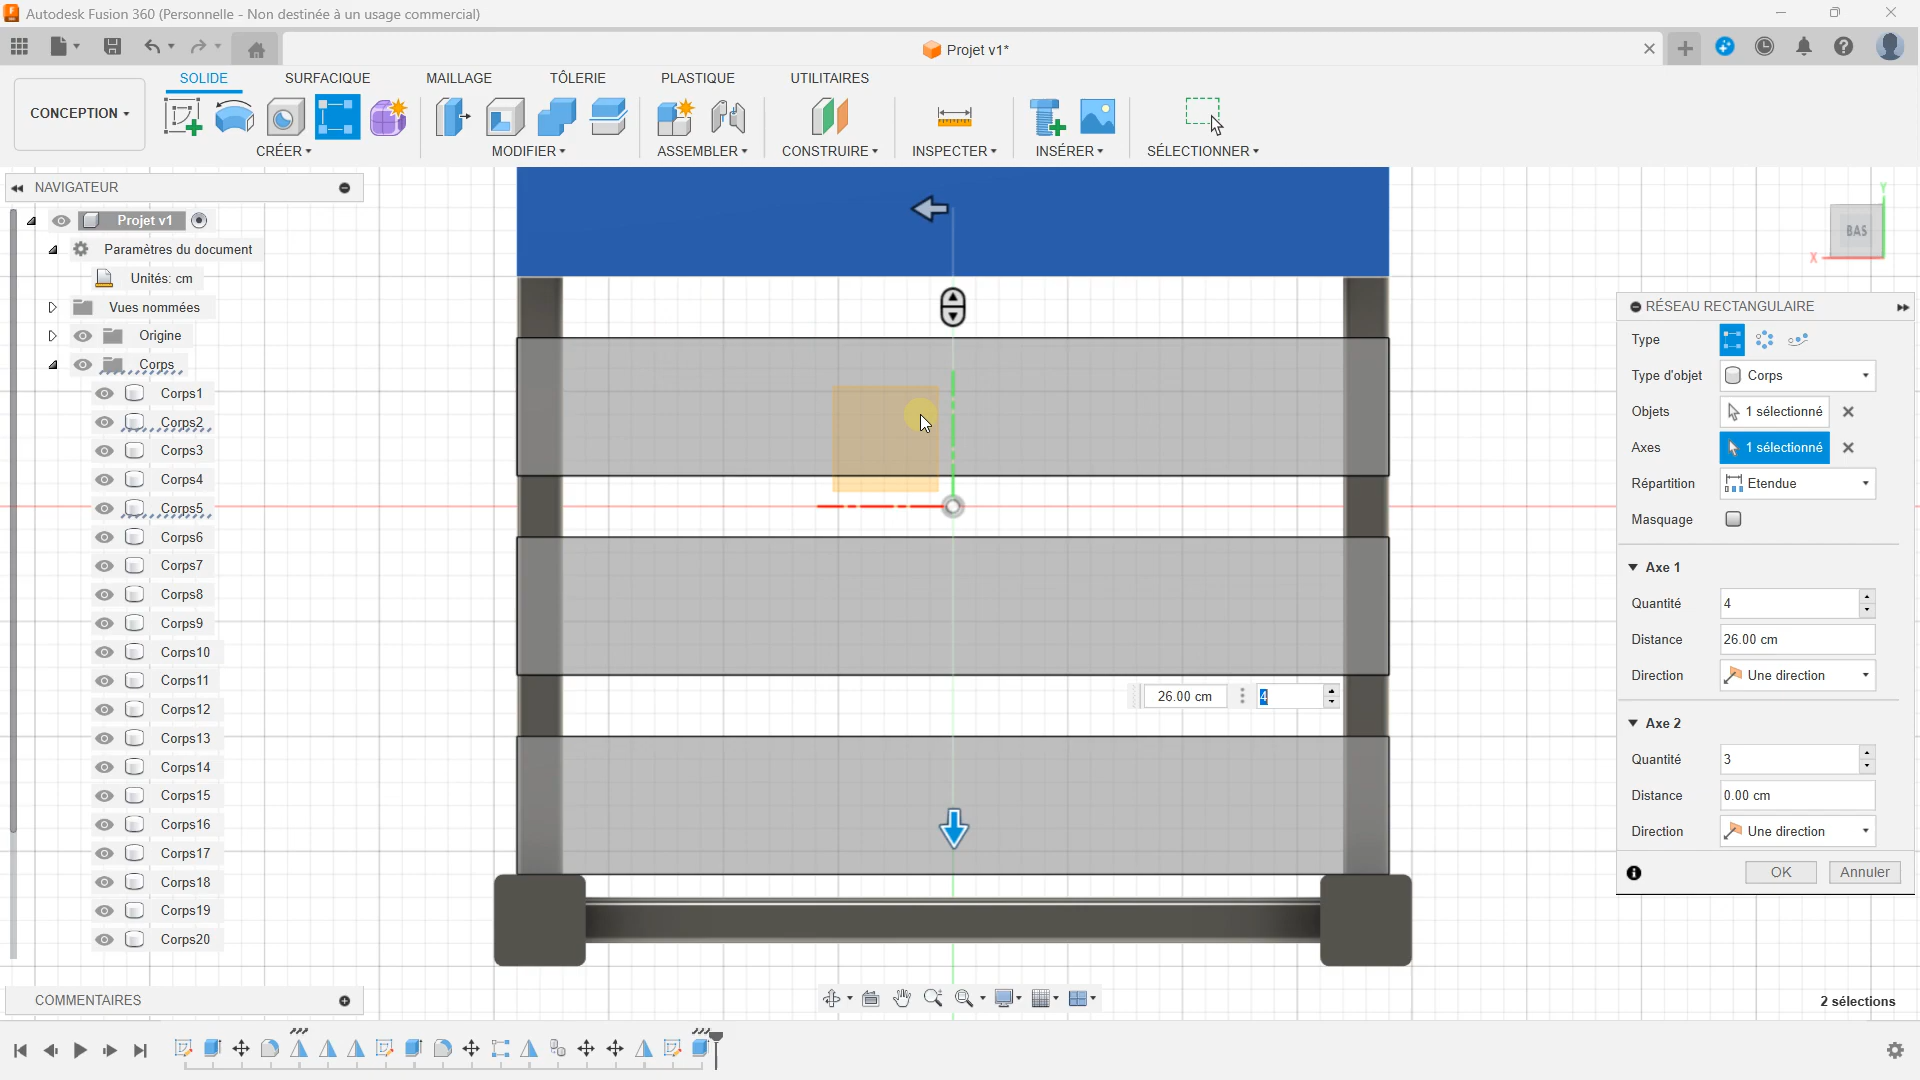 Autodesk Fusion 360 (Personnelle - Non destinée à un usage commercial)
Projet v1*
CONCEPTION
SOLIDE
SURFACIQUE
MAILLAGE
TÔLERIE
PLASTIQUE
UTILITAIRES
CRÉER
MODIFIER
ASSEMBLER
CONSTRUIRE
INSPECTER
INSÉRER
SÉLECTIONNER
NAVIGATEUR
Projet v1
Paramètres du document
Unités: cm
Vues nommées
Origine
Corps
Corps1
Corps2
Corps3
Corps4
Corps5
Corps6
Corps7
Corps8
Corps9
Corps10
Corps11
Corps12
Corps13
Corps14
Corps15
Corps16
Corps17
Corps18
Corps19
Corps20
COMMENTAIRES
26.00 cm
4
Y
BAS
X
RÉSEAU RECTANGULAIRE
Type
Type d'objet Corps
Objets 1 sélectionné
Axes 1 sélectionné
Répartition Etendue
Masquage
Axe 1
Quantité 4
Distance 26.00 cm
Direction Une direction
Axe 2
Quantité 3
Distance 0.00 cm
Direction Une direction
OK Annuler
2 sélections